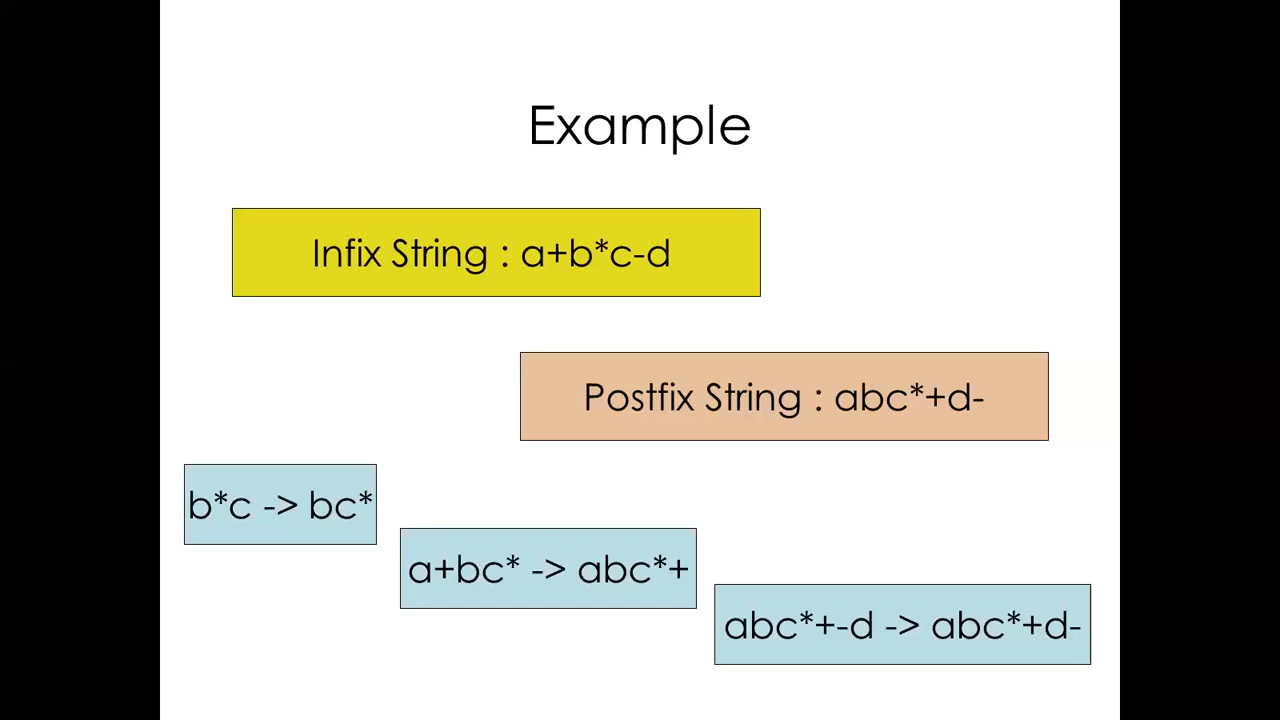 Example
Infix String : a+b*c-d
Postfix String : abc*+d-
b*c -> bc*
a+bc* -> abc*+
abc*+-d -> abc*+d-